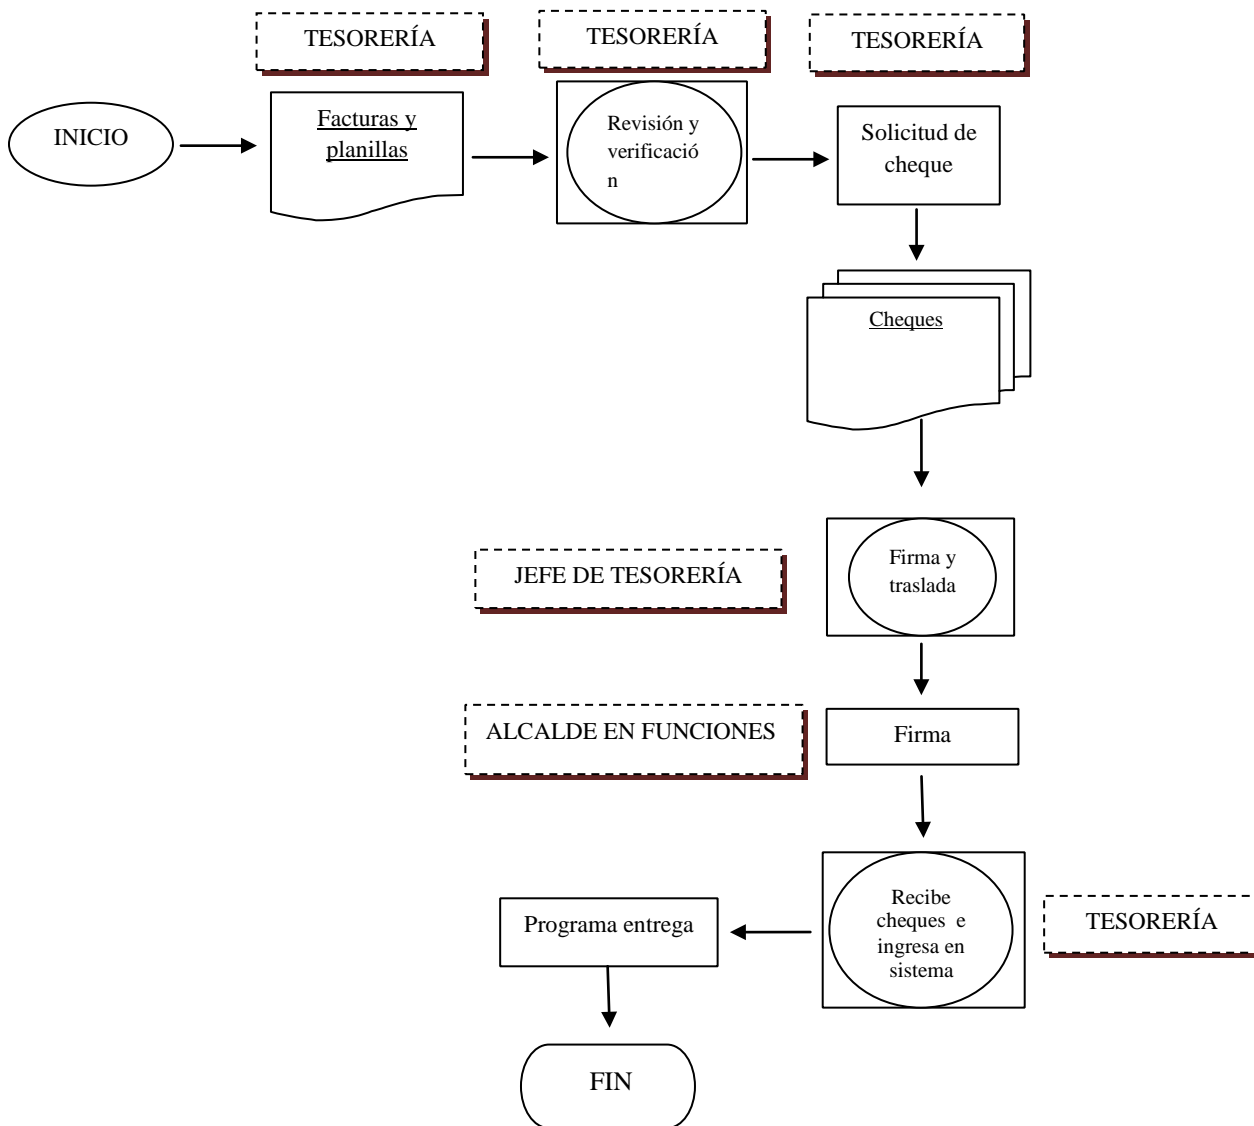 TESORERÍA
TESORERÍA
TESORERÍA
INICIO
Facturas y
planillas
Revisión y
verificació
n
Solicitud de
cheque
Cheques
JEFE DE TESORERÍA
Firma y
traslada
ALCALDE EN FUNCIONES
Firma
Recibe
cheques e
ingresa en
sistema
TESORERÍA
Programa entrega
FIN